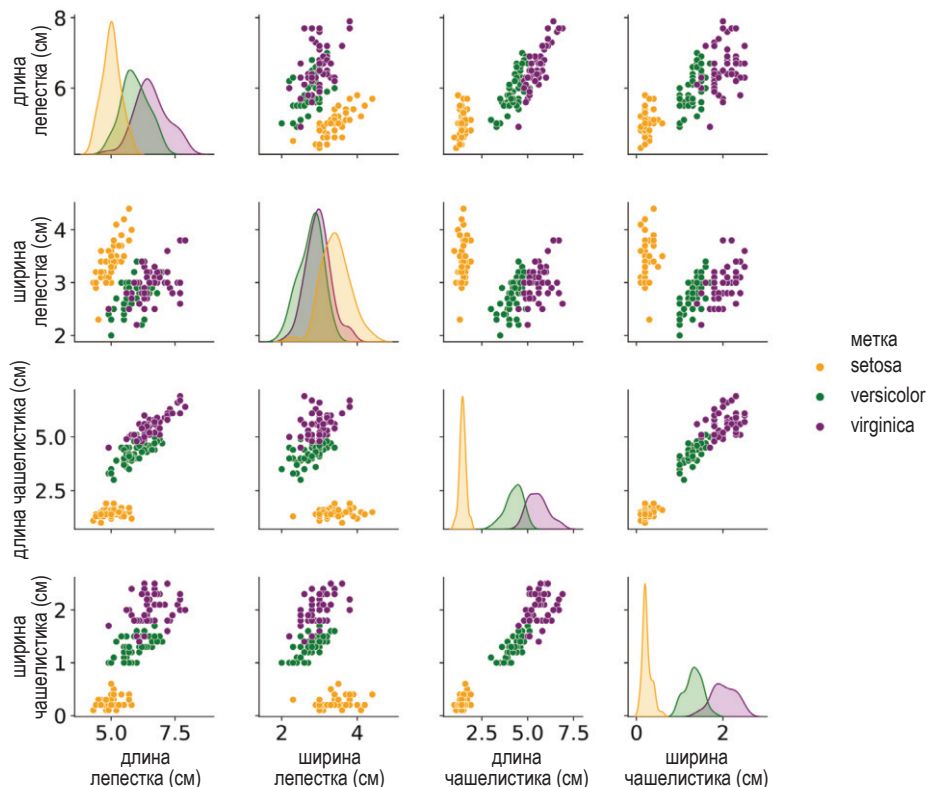 длина
лепестка (см)
8
6
ширина
лепестка (см)
4
3
2
длина чашелистика (см)
5.0
2.5
ширина
чашелистика (см)
2
1
0
5.0 7.5
2 4
2.5 5.0 7.5
0 2
длина
лепестка (см)
ширина
лепестка (см)
длина
чашелистика (см)
ширина
чашелистика (см)
метка
setosa
versicolor
virginica